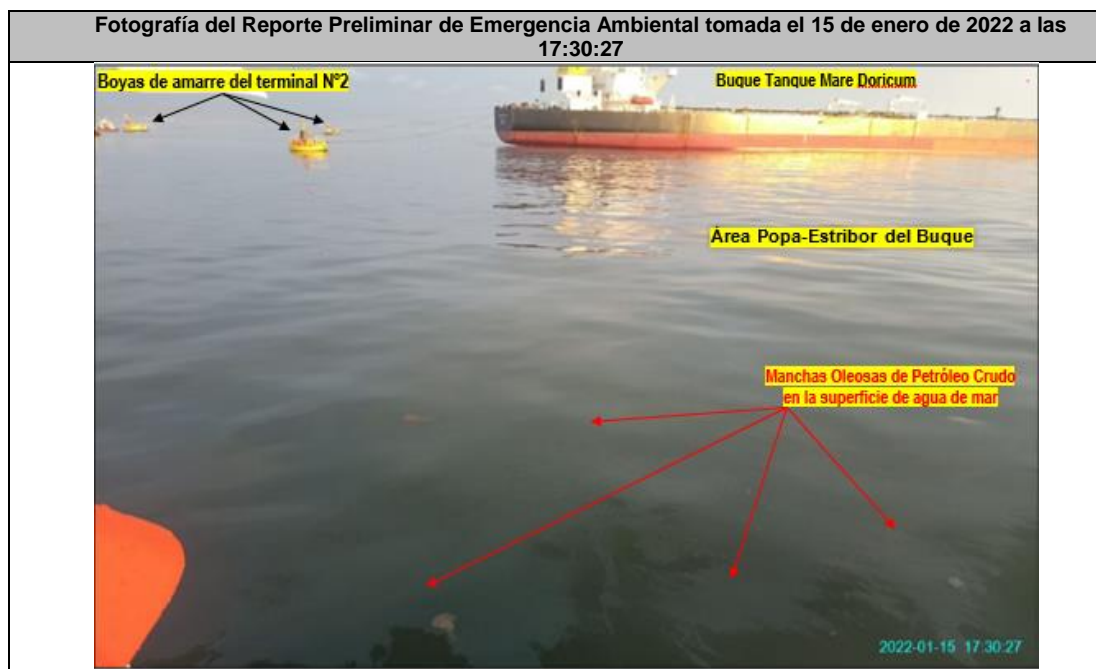 Fotografía del Reporte Preliminar de Emergencia Ambiental tomada el 15 de enero de 2022 a las
17:30:27
Boyas de amarre del terminal N°2
Buque Tanque Mare Doricum
Área Popa-Estribor del Buque
Manchas Oleosas de Petróleo Crudo
en la superficie de agua de mar
2022-01-15 17:30:27